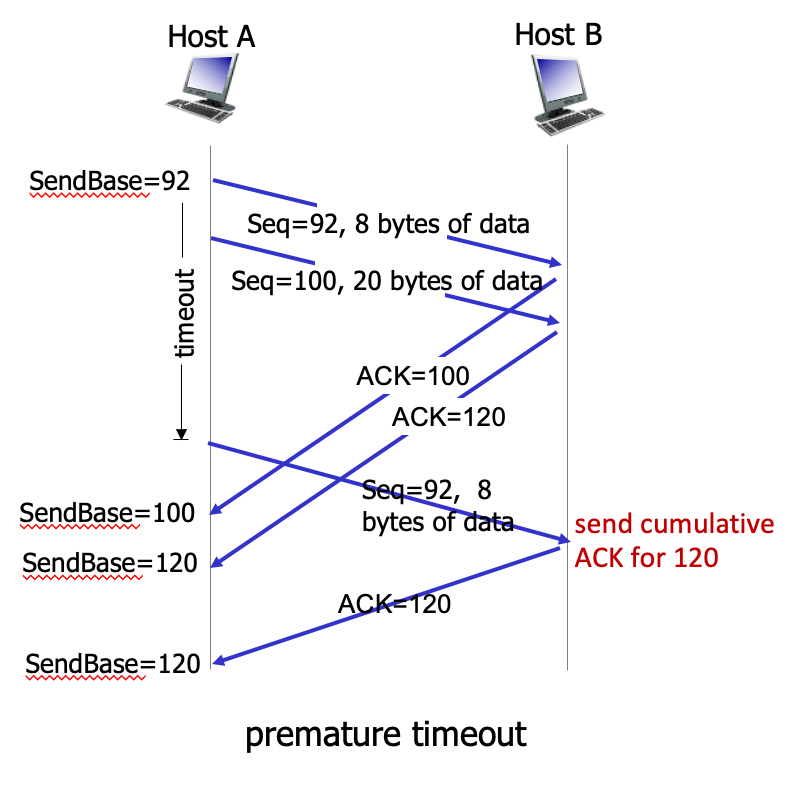 Host A
Host B
SendBase=92
Seq=92, 8 bytes of data
Seq=100, 20 bytes of data
timeout
ACK=100
ACK=120
Seq=92, 8
bytes of data
SendBase=100
send cumulative
ACK for 120
SendBase=120
ACK=120
SendBase=120
premature timeout